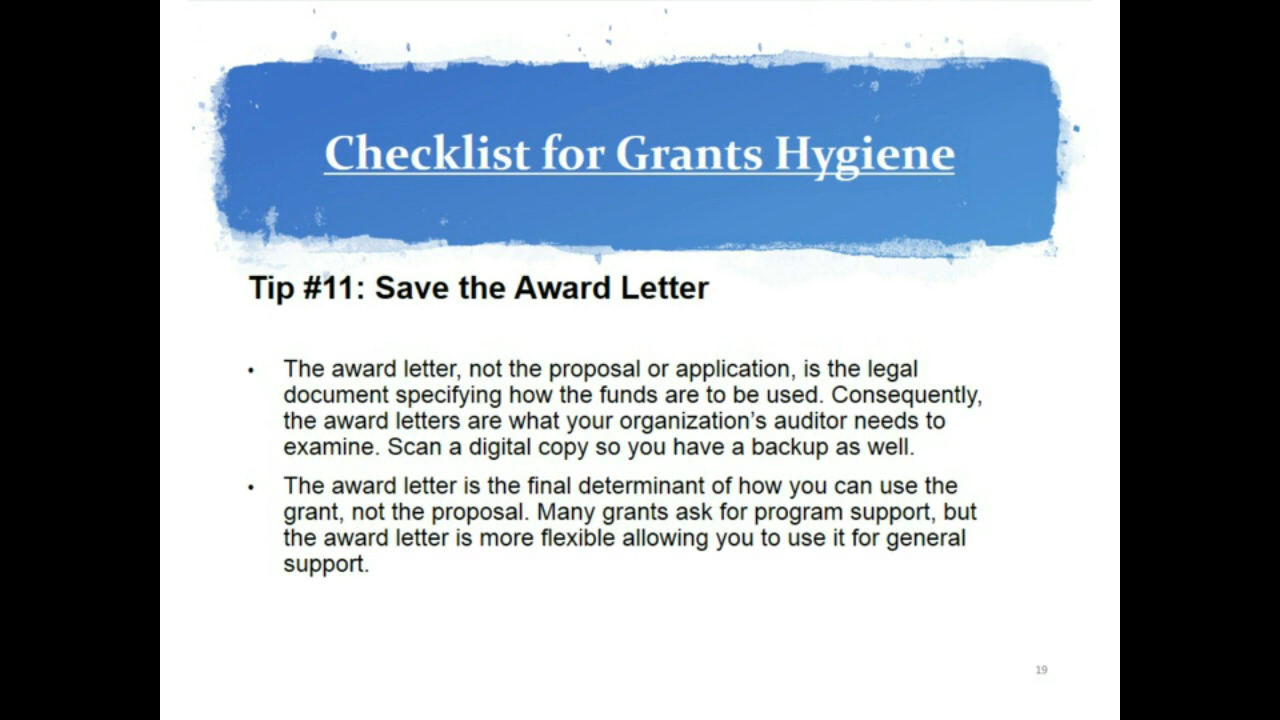 Checklist for Grants Hygiene
Tip #11: Save the Award Letter
• The award letter, not the proposal or application, is the legal
document specifying how the funds are to be used. Consequently,
the award letters are what your organization’s auditor needs to
examine. Scan a digital copy so you have a backup as well.
• The award letter is the final determinant of how you can use the
grant, not the proposal. Many grants ask for program support, but
the award letter is more flexible allowing you to use it for general
support.
19